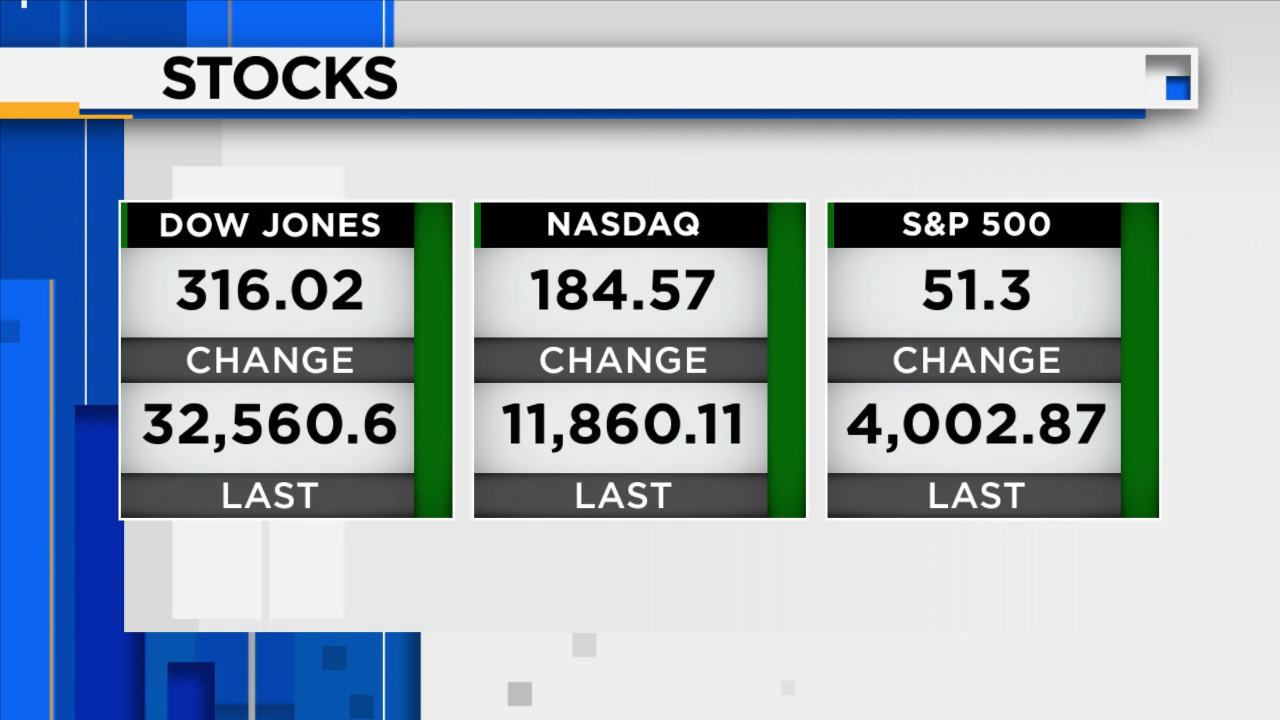 STOCKS
DOW JONES
316.02
CHANGE
32,560.6
LAST
NASDAQ
184.57
CHANGE
11,860.11
LAST
S&P 500
51.3
CHANGE
4,002.87
LAST